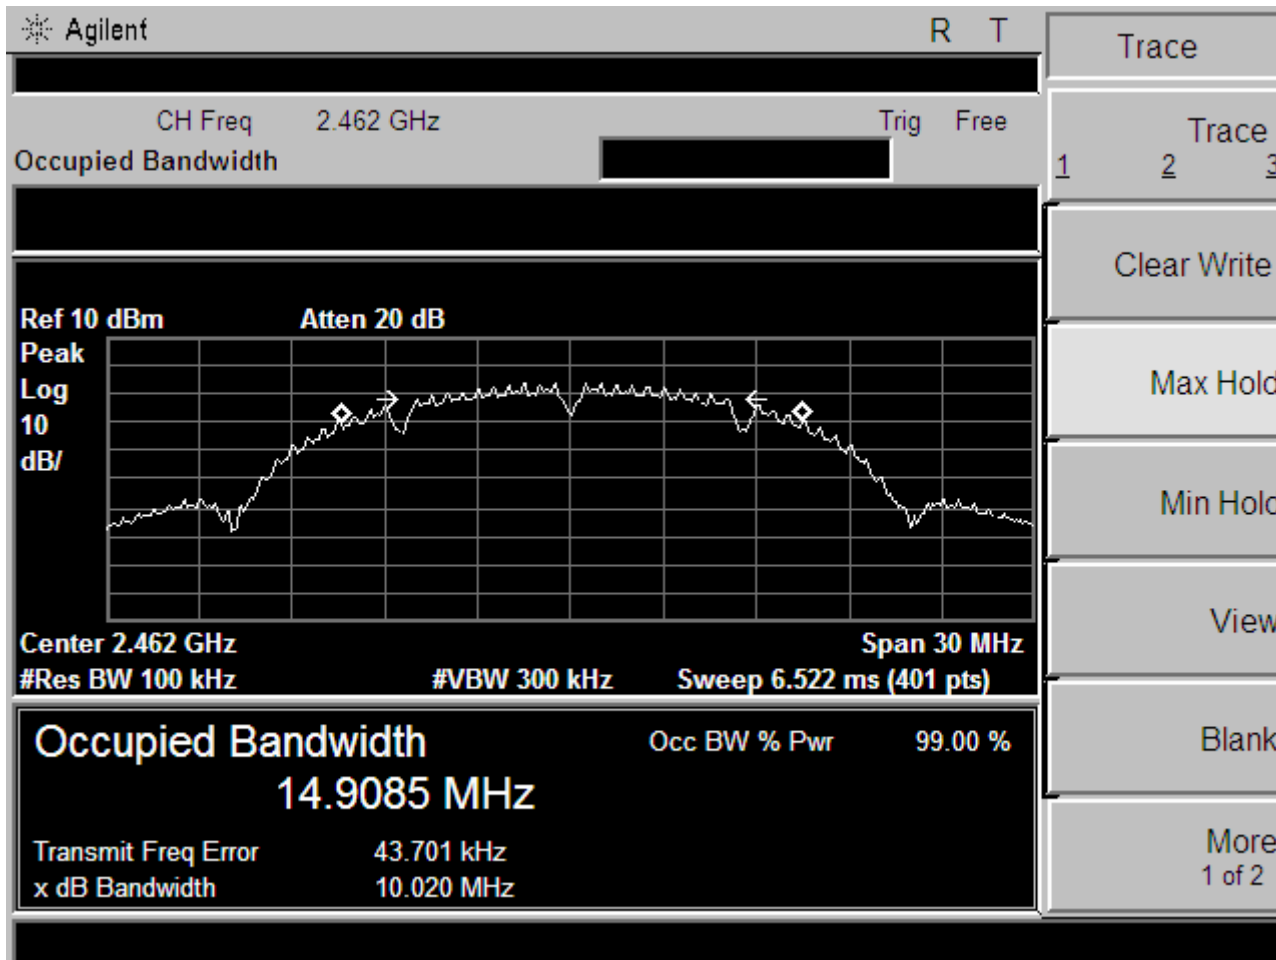 Agilent R T
Trace
CH Freq 2.462 GHz Trig Free
Occupied Bandwidth
Trace
1 2 3
Clear Write
Ref 10 dBm Atten 20 dB
Peak
Log
10
dB/
Max Hold
Min Hold
Center 2.462 GHz Span 30 MHz
#Res BW 100 kHz #VBW 300 kHz Sweep 6.522 ms (401 pts)
View
Occupied Bandwidth Occ BW % Pwr 99.00 %
14.9085 MHz
Blank
Transmit Freq Error 43.701 kHz
x dB Bandwidth 10.020 MHz
More
1 of 2